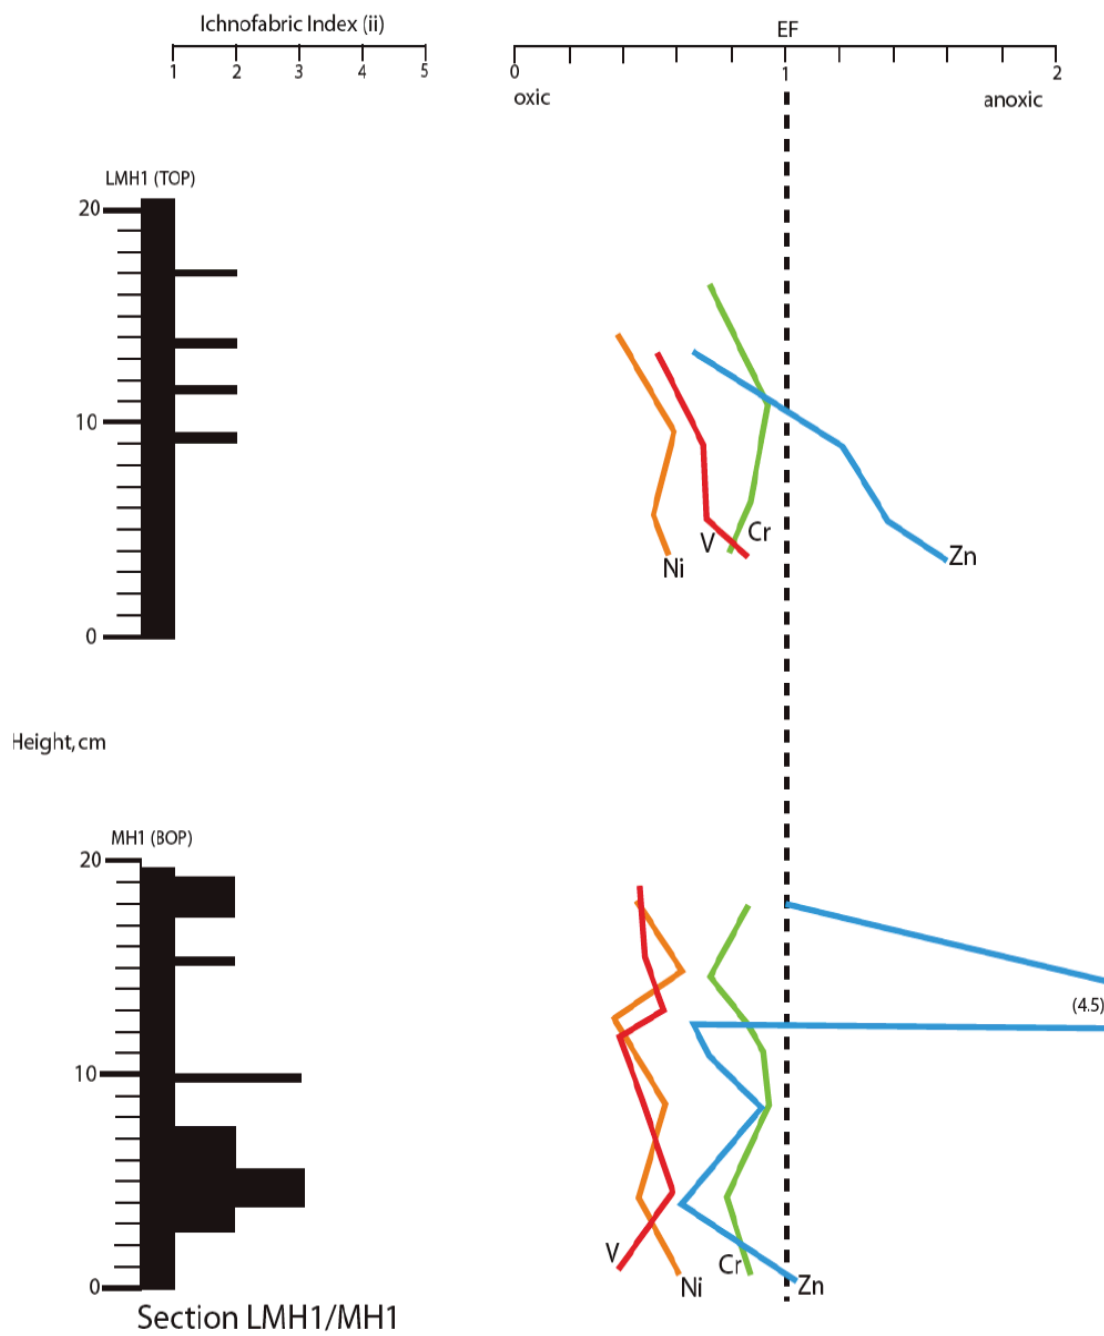 Ichnofabric Index (ii)
1 2 3 4 5
EF
0 1 2
oxic anoxic
LMH1 (TOP)
20
10
0
Ni V Cr Zn
Height, cm
MH1 (BOP)
20
10
0
(4.5)
V Ni Cr Zn
Section LMH1/MH1